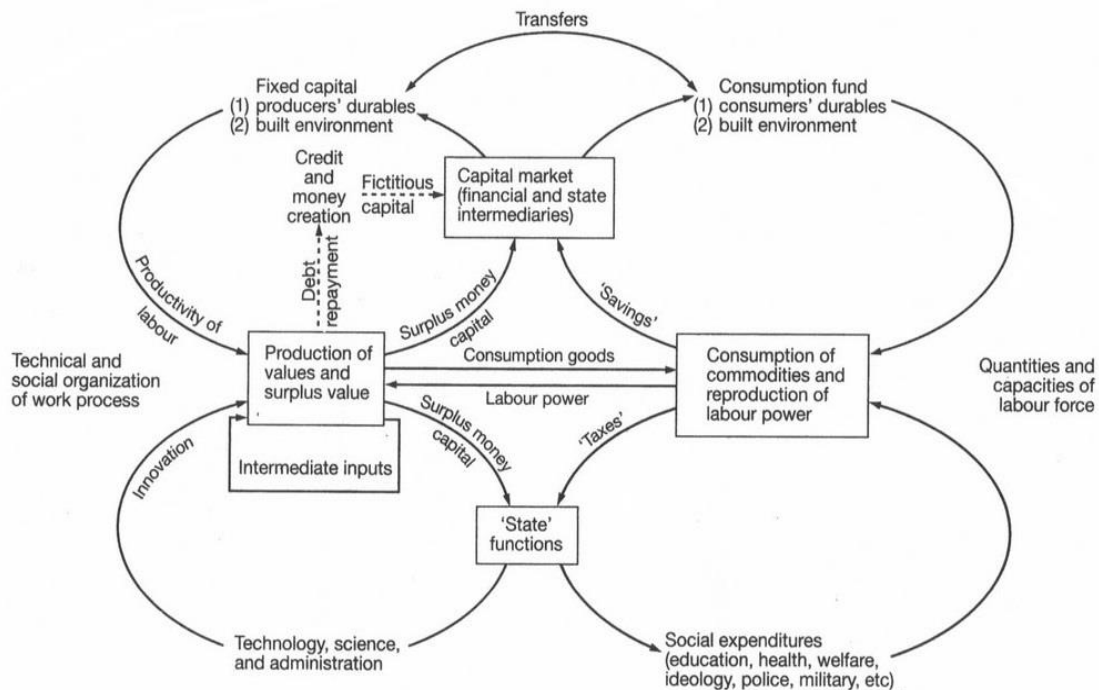 Transfers
Fixed capital
(1) producers' durables
(2) built environment
Consumption fund
(1) consumers' durables
(2) built environment
Credit
and
money
creation
Fictitious
capital
Capital market
(financial and state
intermediaries)
Debt
repayment
Productivity of
labour
Surplus money
capital
'Savings'
Technical and
social organization
of work process
Production of
values and
surplus value
Consumption goods
Labour power
Consumption of
commodities and
reproduction of
labour power
Quantities and
capacities of
labour force
Innovation
Intermediate inputs
Surplus money
capital
'Taxes'
'State'
functions
Technology, science,
and administration
Social expenditures
(education, health, welfare,
ideology, police, military, etc)